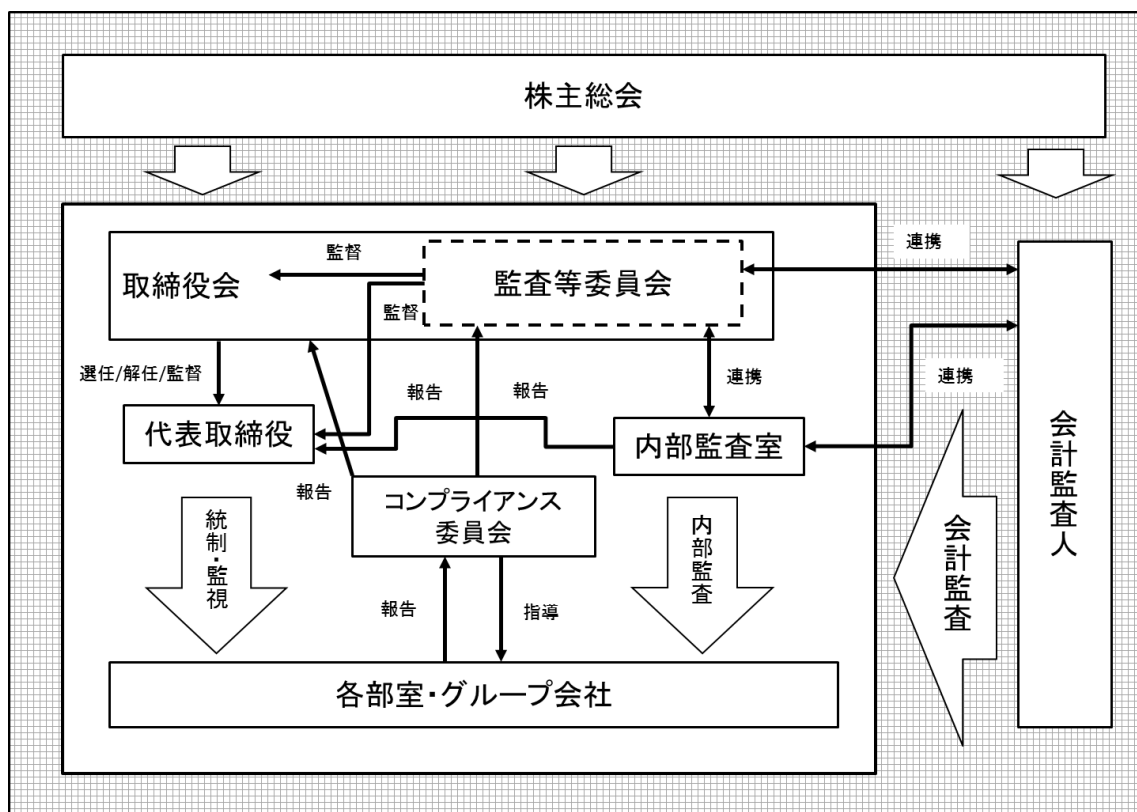 株主総会
連携
監督
取締役会
監査等委員会
監督
選任/解任/監督
報告
報告
連携
連携
代表取締役
内部監査室
会計監査人
報告
コンプライアンス
委員会
統制・監視
内部監査
会計監査
報告
指導
各部室・グループ会社